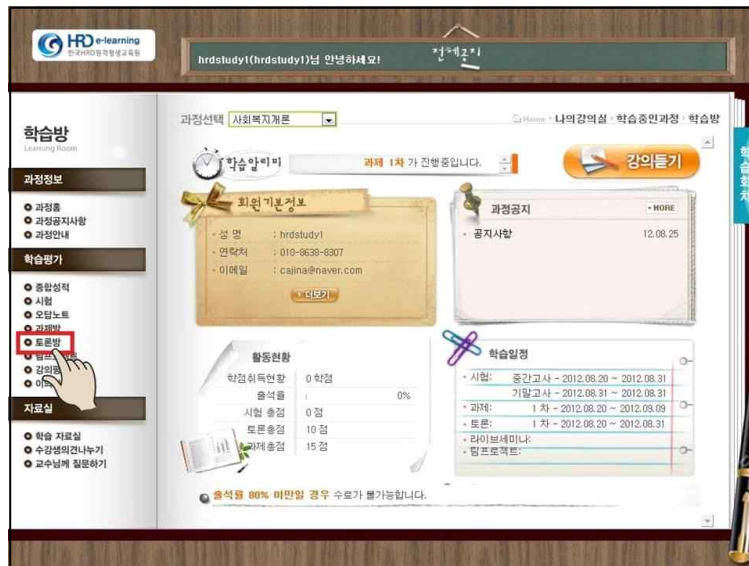 HRD e-learning
한국HRD원격평생교육원
hrdstudy1(hrdstudy1)님 안녕하세요!
전체공지
학습방
Learning Room
과정선택 사회복지개론
Home > 나의강의실 > 학습중인과정 > 학습방
학습회차
학습알리미
과제 1차 가 진행중입니다.
강의듣기
과정정보
과정홈
과정공지사항
과정안내
학습평가
종합성적
시험
오답노트
과제방
토론방
강의평
자료실
학습 자료실
수강생의견나누기
교수님께 질문하기
회원기본정보
성 명 : hrdstudy1
연락처 : 010-8638-8307
이메일 : cajina@naver.com
더보기
과정공지
+MORE
공지사항 12.08.25
활동현황
학점취득현황 0 학점
출석률 0%
시험 총점 0 점
토론총점 10 점
과제총점 15 점
학습일정
시험: 중간고사 - 2012.08.20 ~ 2012.08.31
기말고사 - 2012.08.31 ~ 2012.08.31
과제: 1 차 - 2012.08.20 ~ 2012.09.09
토론: 1 차 - 2012.08.20 ~ 2012.08.31
라이브세미나:
팀프로젝트:
출석률 80% 미만일 경우 수료가 불가능합니다.